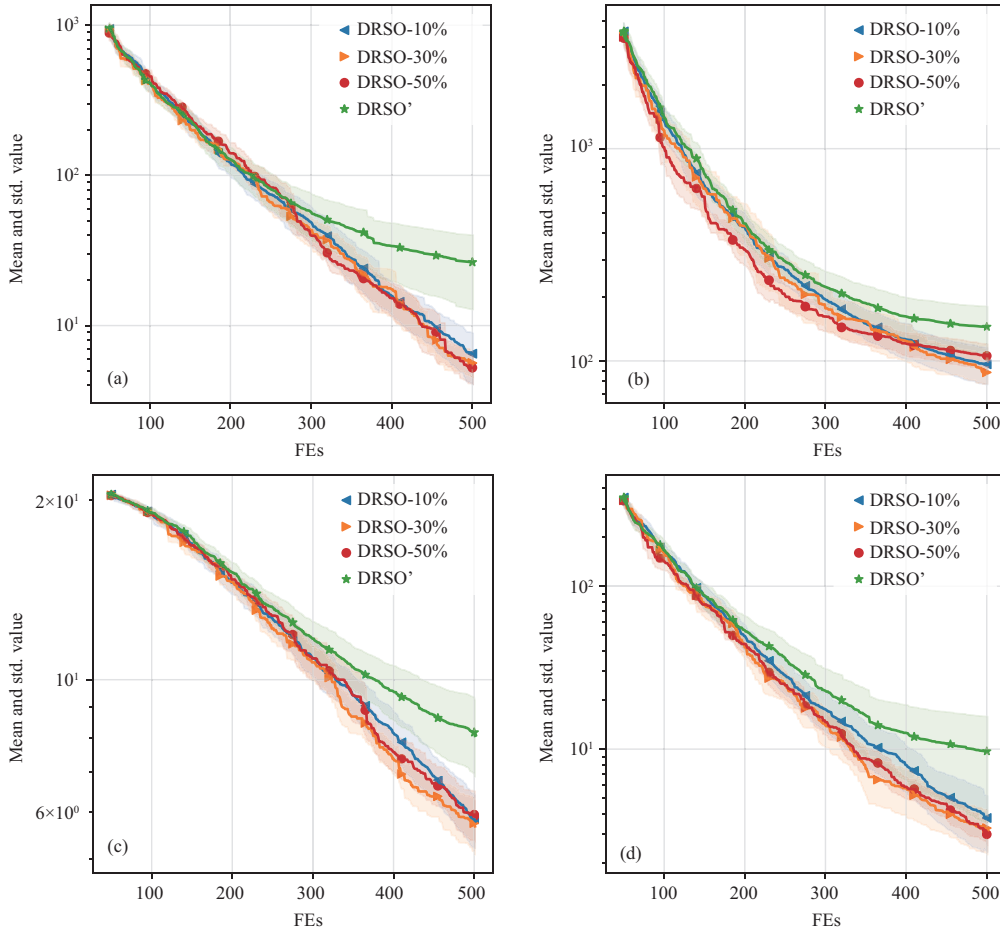 10³
10²
10¹
Mean and std. value
DRSO-10%
DRSO-30%
DRSO-50%
DRSO’
(a)
100 200 300 400 500
FEs
10³
10²
Mean and std. value
DRSO-10%
DRSO-30%
DRSO-50%
DRSO’
(b)
100 200 300 400 500
FEs
2×10¹
10¹
6×10⁰
Mean and std. value
DRSO-10%
DRSO-30%
DRSO-50%
DRSO’
(c)
100 200 300 400 500
FEs
10²
10¹
Mean and std. value
DRSO-10%
DRSO-30%
DRSO-50%
DRSO’
(d)
100 200 300 400 500
FEs